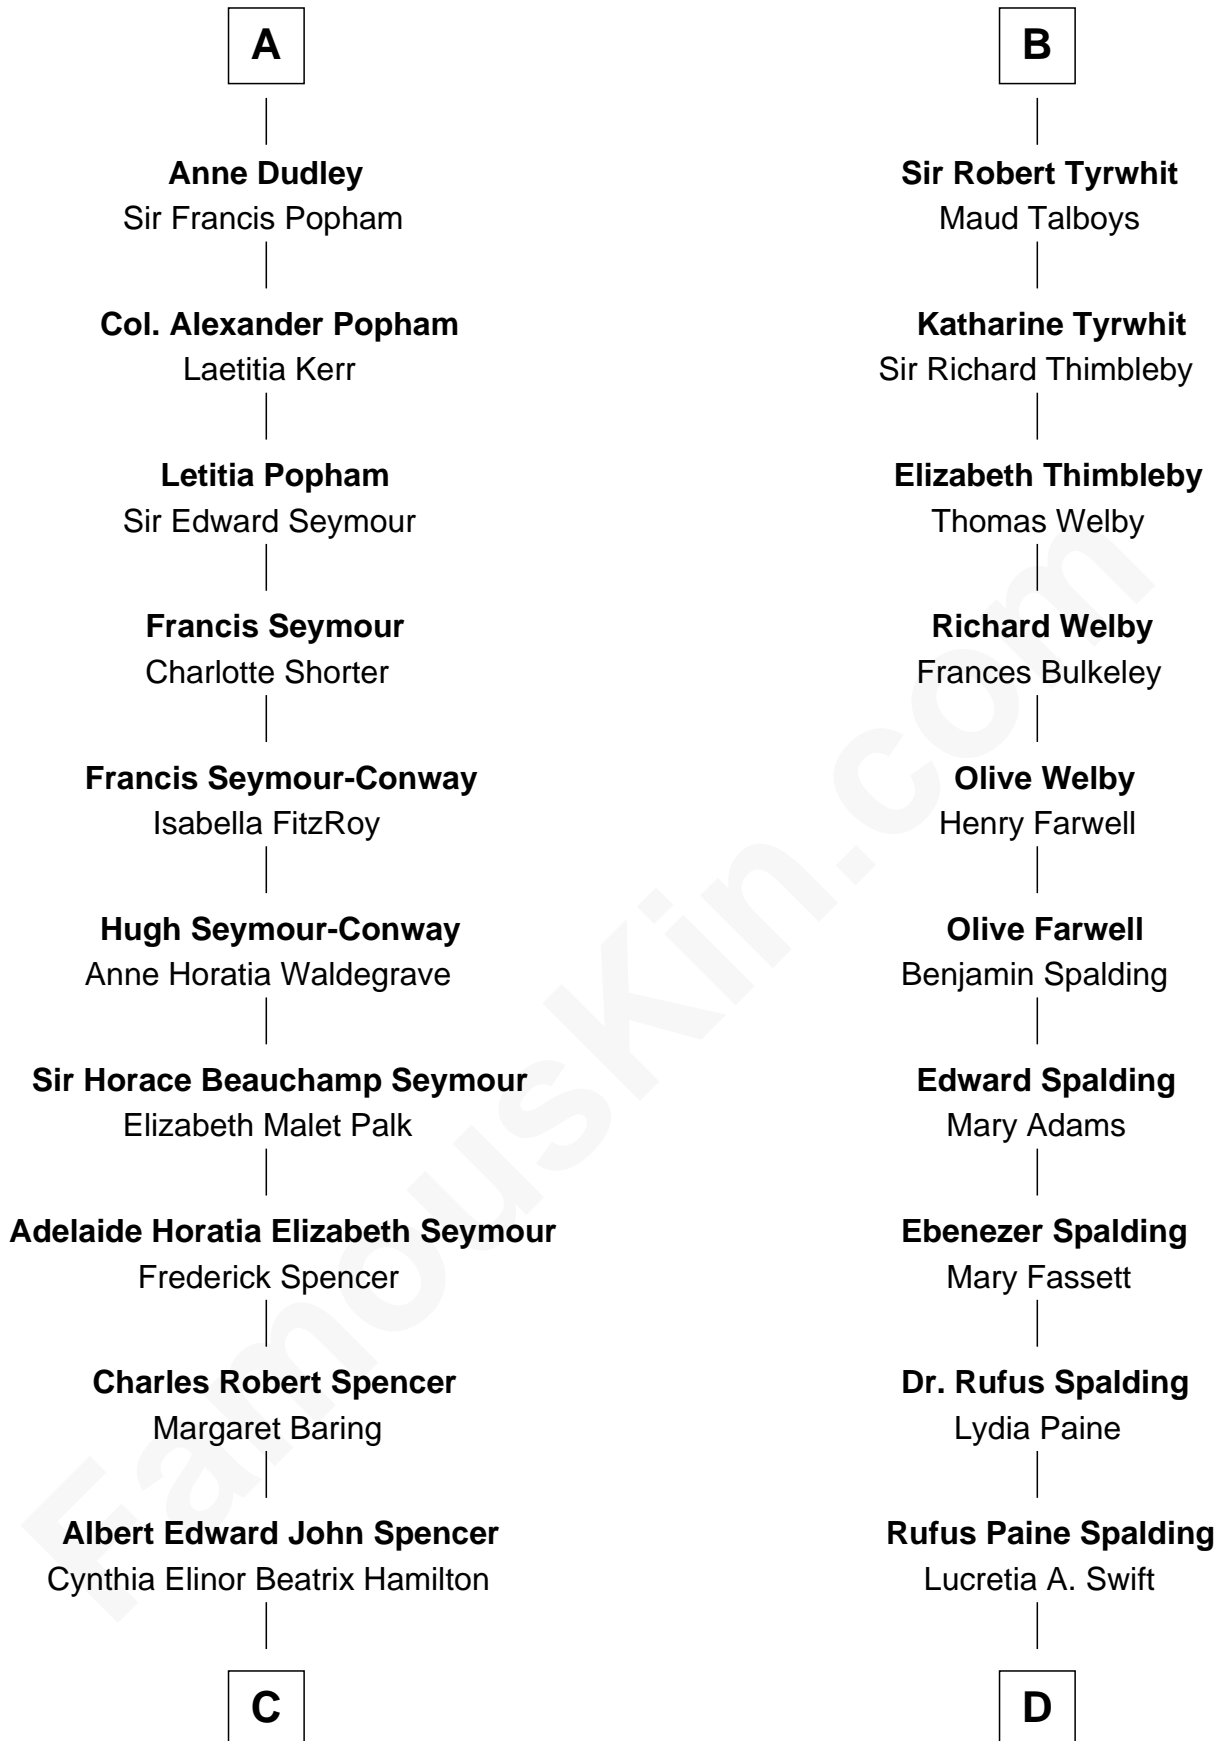 A
Anne Dudley
Sir Francis Popham
Col. Alexander Popham
Laetitia Kerr
Letitia Popham
Sir Edward Seymour
Francis Seymour
Charlotte Shorter
Francis Seymour-Conway
Isabella FitzRoy
Hugh Seymour-Conway
Anne Horatia Waldegrave
Sir Horace Beauchamp Seymour
Elizabeth Malet Palk
Adelaide Horatia Elizabeth Seymour
Frederick Spencer
Charles Robert Spencer
Margaret Baring
Albert Edward John Spencer
Cynthia Elinor Beatrix Hamilton
C
B
Sir Robert Tyrwhit
Maud Talboys
Katharine Tyrwhit
Sir Richard Thimbleby
Elizabeth Thimbleby
Thomas Welby
Richard Welby
Frances Bulkeley
Olive Welby
Henry Farwell
Olive Farwell
Benjamin Spalding
Edward Spalding
Mary Adams
Ebenezer Spalding
Mary Fassett
Dr. Rufus Spalding
Lydia Paine
Rufus Paine Spalding
Lucretia A. Swift
D
FamousKin.com